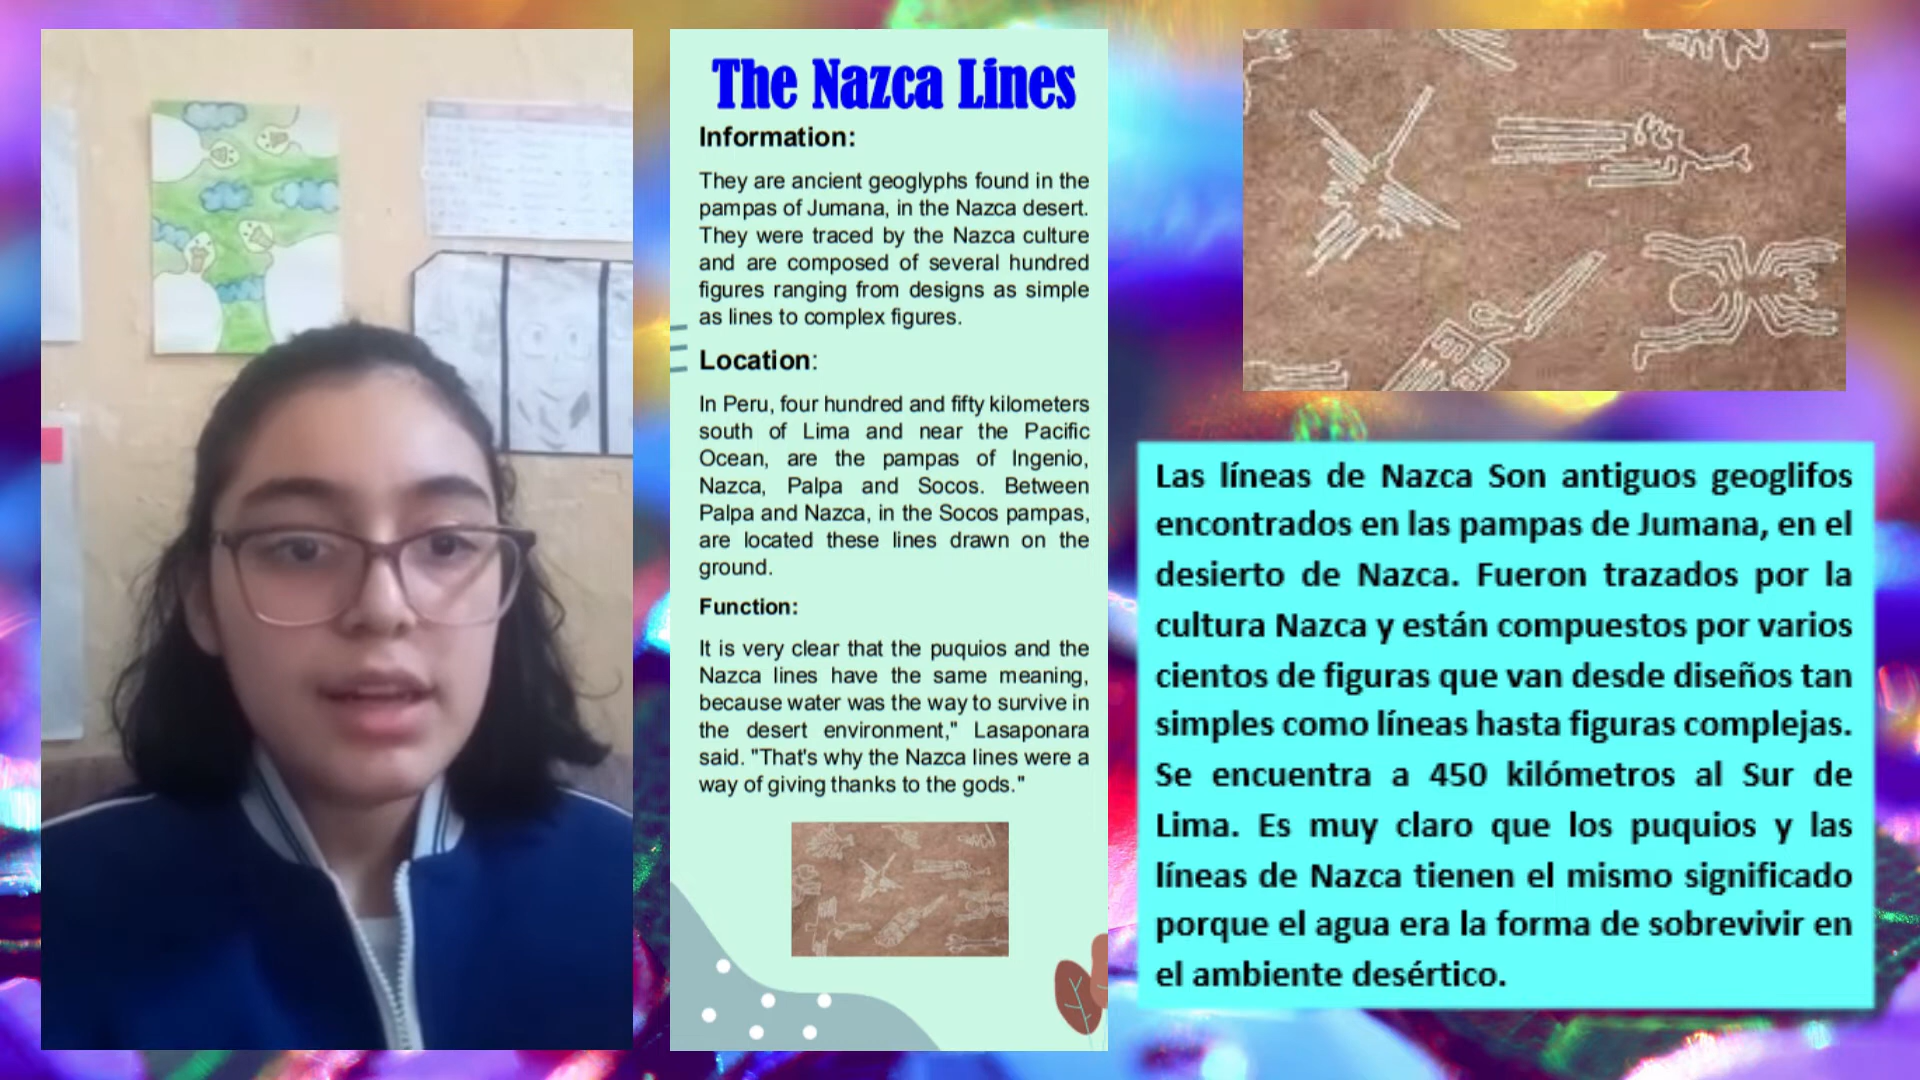 The Nazca Lines
Information:
They are ancient geoglyphs found in the
pampas of Jumana, in the Nazca desert.
They were traced by the Nazca culture
and are composed of several hundred
figures ranging from designs as simple
as lines to complex figures.
Location:
In Peru, four hundred and fifty kilometers
south of Lima and near the Pacific
Ocean, are the pampas of Ingenio,
Nazca, Palpa and Socos. Between
Palpa and Nazca, in the Socos pampas,
are located these lines drawn on the
ground.
Function:
It is very clear that the puquios and the
Nazca lines have the same meaning,
because water was the way to survive in
the desert environment," Lasaponara
said. "That's why the Nazca lines were a
way of giving thanks to the gods."
Las líneas de Nazca Son antiguos geoglifos
encontrados en las pampas de Jumana, en el
desierto de Nazca. Fueron trazados por la
cultura Nazca y están compuestos por varios
cientos de figuras que van desde diseños tan
simples como líneas hasta figuras complejas.
Se encuentra a 450 kilómetros al Sur de
Lima. Es muy claro que los puquios y las
líneas de Nazca tienen el mismo significado
porque el agua era la forma de sobrevivir en
el ambiente desértico.